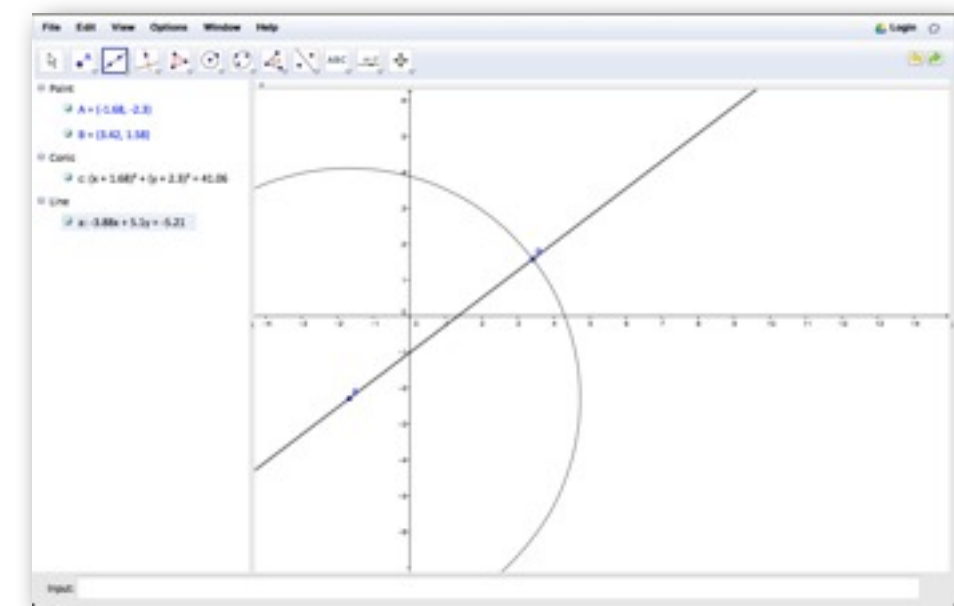 File Edit View Options Window Help
Login
ABC
Point
A = (-1.68, -2.3)
B = (3.42, 1.58)
Conic
c: (x + 1.68)² + (y + 2.3)² = 41.06
Line
a: -3.88x + 5.1y = -5.21
Input: